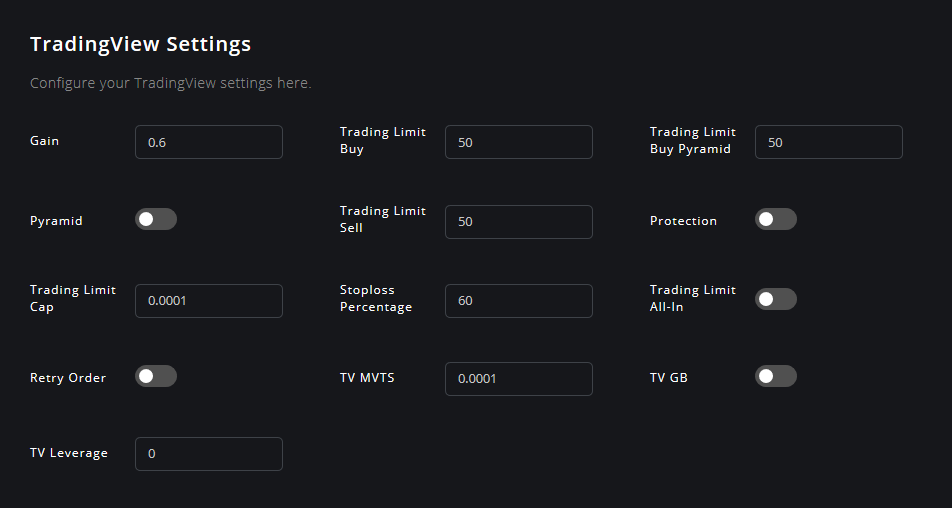 TradingView Settings
Configure your TradingView settings here.
Gain
0.6
Trading Limit
Buy
50
Trading Limit
Buy Pyramid
50
Pyramid
Trading Limit
Sell
50
Protection
Trading Limit
Cap
0.0001
Stoploss
Percentage
60
Trading Limit
All-In
Retry Order
TV MVTS
0.0001
TV GB
TV Leverage
0